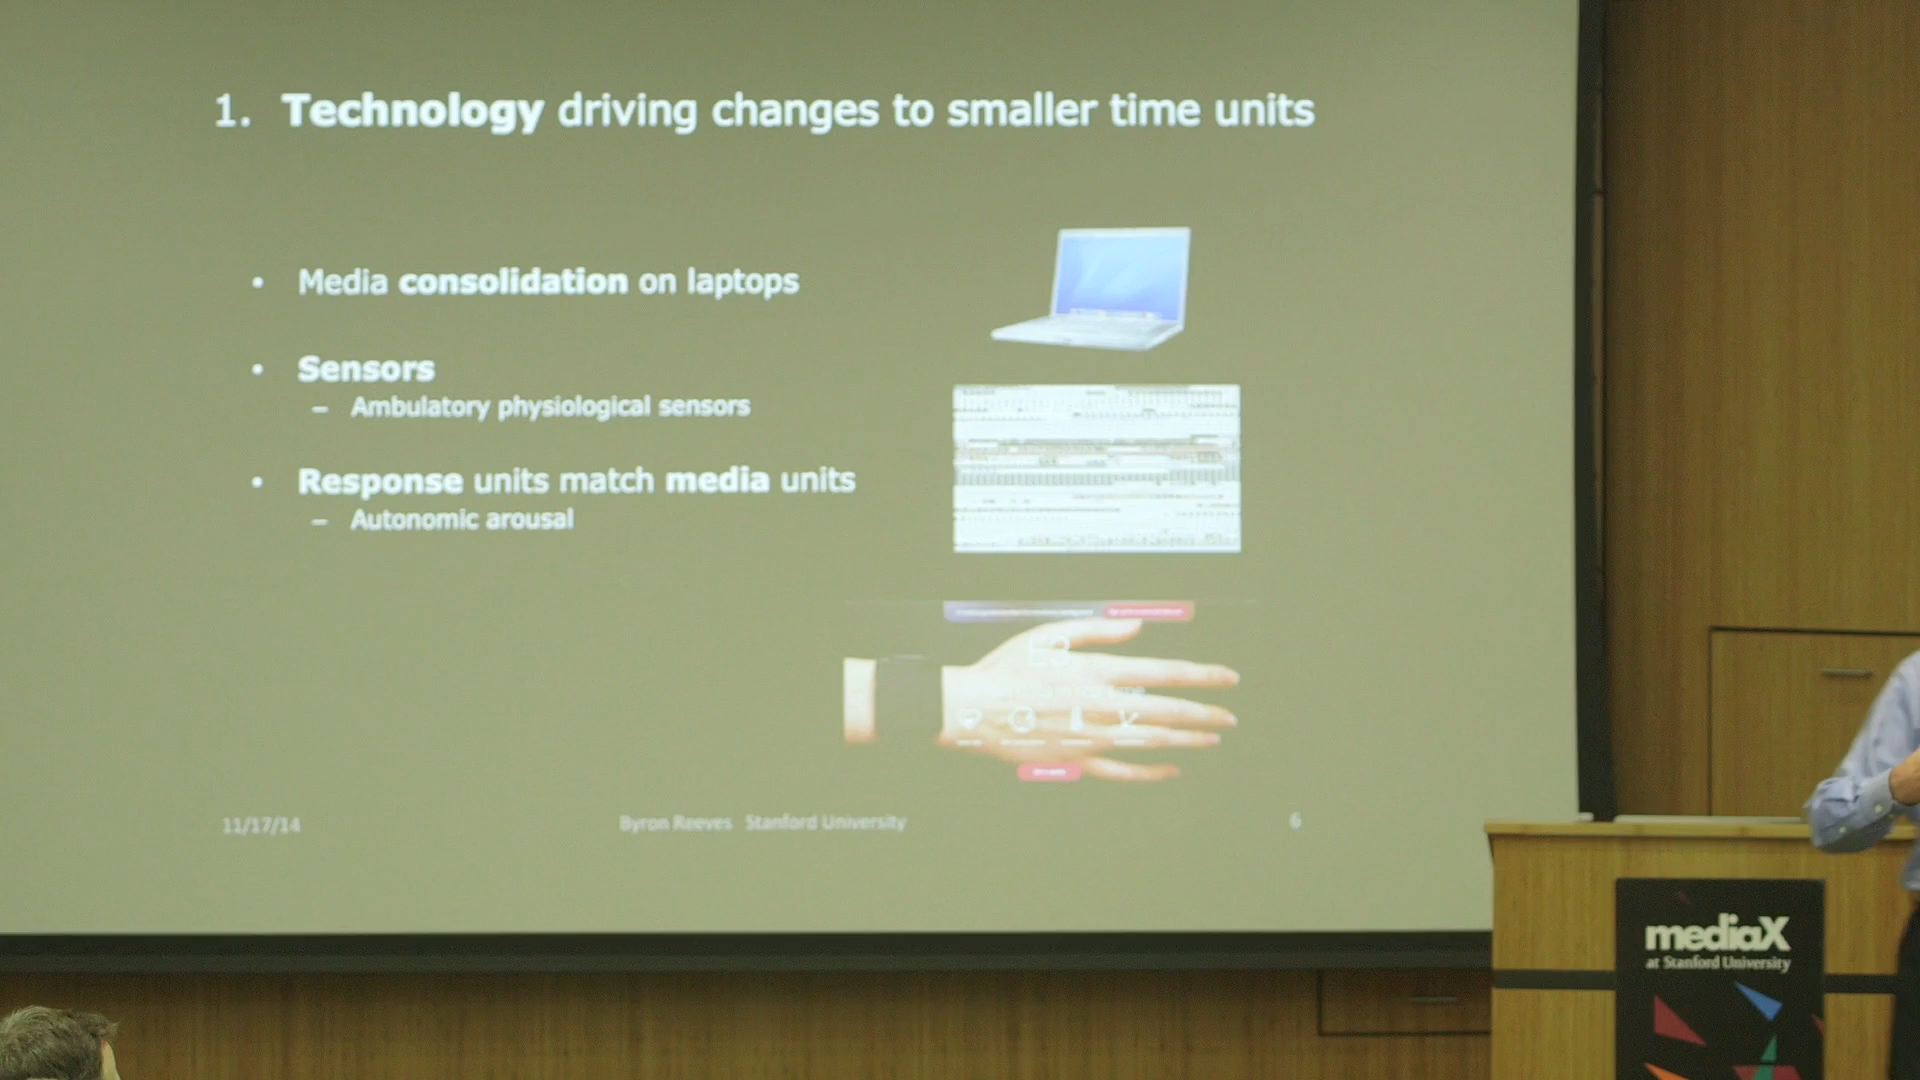 1. Technology driving changes to smaller time units
• Media consolidation on laptops
• Sensors
– Ambulatory physiological sensors
• Response units match media units
– Autonomic arousal
E3
11/17/14
Byron Reeves Stanford University
6
mediaX
at Stanford University